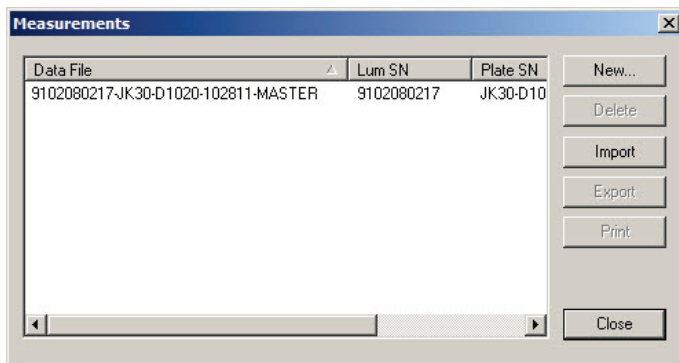 Measurements
Data File Lum SN Plate SN
9102080217-JK30-D1020-102811-MASTER 9102080217 JK30-D10
New...
Delete
Import
Export
Print
Close